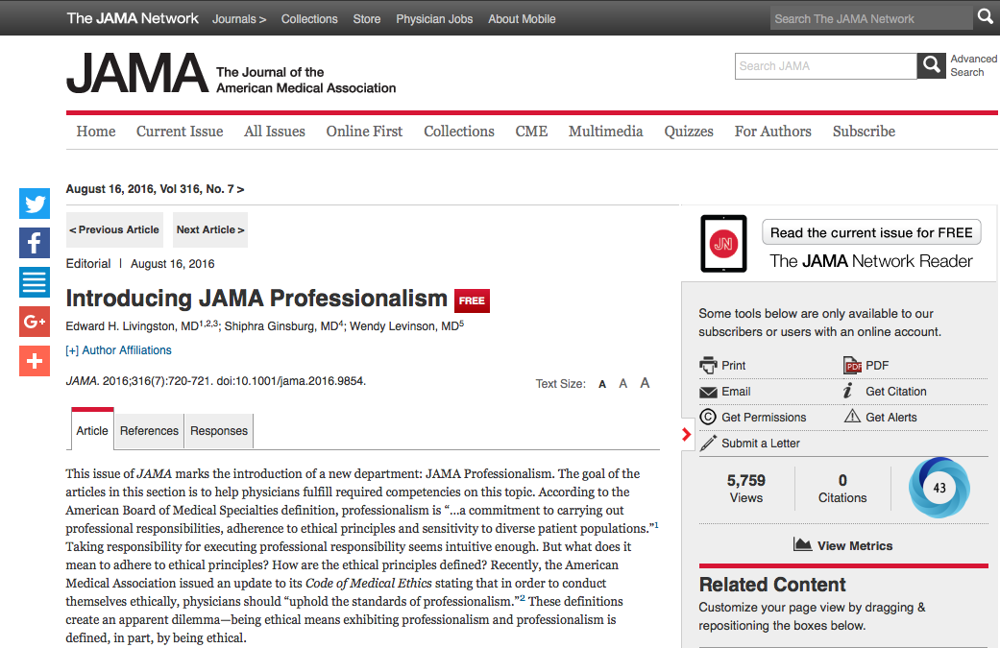 The JAMA Network Journals > Collections Store Physician Jobs About Mobile Search The JAMA Network
JAMA The Journal of the
American Medical Association
Search JAMA Advanced
Search
Home Current Issue All Issues Online First Collections CME Multimedia Quizzes For Authors Subscribe
August 16, 2016, Vol 316, No. 7 >
< Previous Article Next Article >
Editorial | August 16, 2016
Introducing JAMA Professionalism FREE
Edward H. Livingston, MD1,2,3; Shiphra Ginsburg, MD4; Wendy Levinson, MD5
[+] Author Affiliations
JAMA. 2016;316(7):720-721. doi:10.1001/jama.2016.9854.
Text Size: A A A
Article References Responses
This issue of JAMA marks the introduction of a new department: JAMA Professionalism. The goal of the
articles in this section is to help physicians fulfill required competencies on this topic. According to the
American Board of Medical Specialties definition, professionalism is “...a commitment to carrying out
professional responsibilities, adherence to ethical principles and sensitivity to diverse patient populations.”1
Taking responsibility for executing professional responsibility seems intuitive enough. But what does it
mean to adhere to ethical principles? How are the ethical principles defined? Recently, the American
Medical Association issued an update to its Code of Medical Ethics stating that in order to conduct
themselves ethically, physicians should “uphold the standards of professionalism.”2 These definitions
create an apparent dilemma—being ethical means exhibiting professionalism and professionalism is
defined, in part, by being ethical.
f
G+
JN
Read the current issue for FREE
The JAMA Network Reader
Some tools below are only available to our
subscribers or users with an online account.
Print PDF PDF
Email i Get Citation
© Get Permissions Get Alerts
Submit a Letter
5,759 0 43
Views Citations
View Metrics
Related Content
Customize your page view by dragging &
repositioning the boxes below.